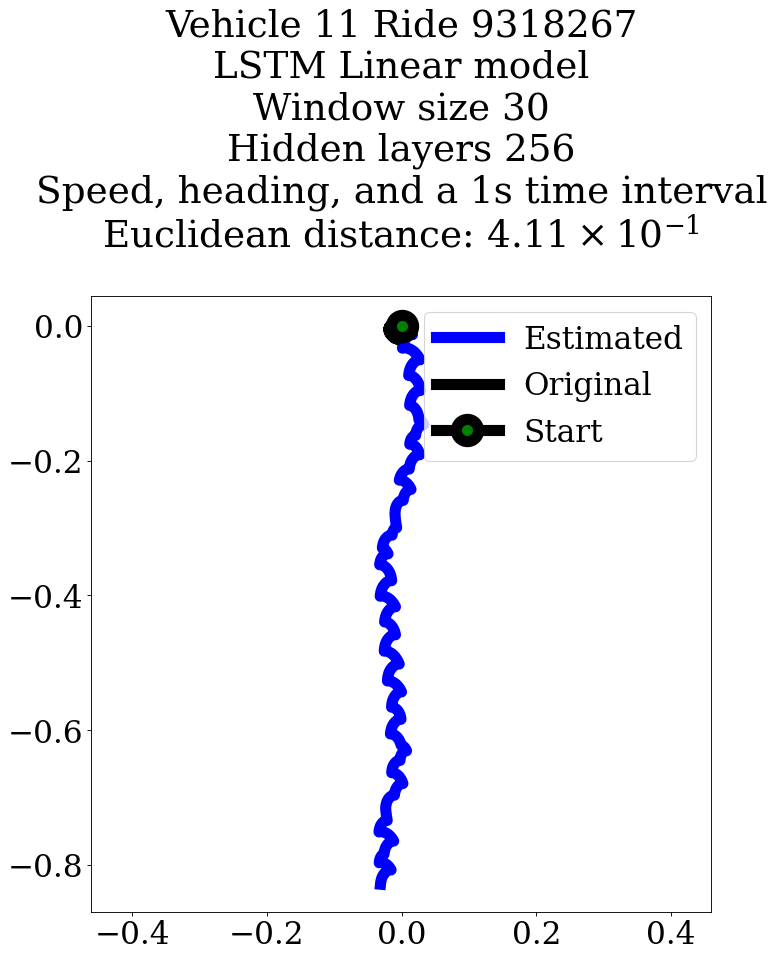 Vehicle 11 Ride 9318267
LSTM Linear model
Window size 30
Hidden layers 256
Speed, heading, and a 1s time interval
Euclidean distance: 4.11 × 10⁻¹
Estimated
Original
Start
0.0
−0.2
−0.4
−0.6
−0.8
−0.4 −0.2 0.0 0.2 0.4